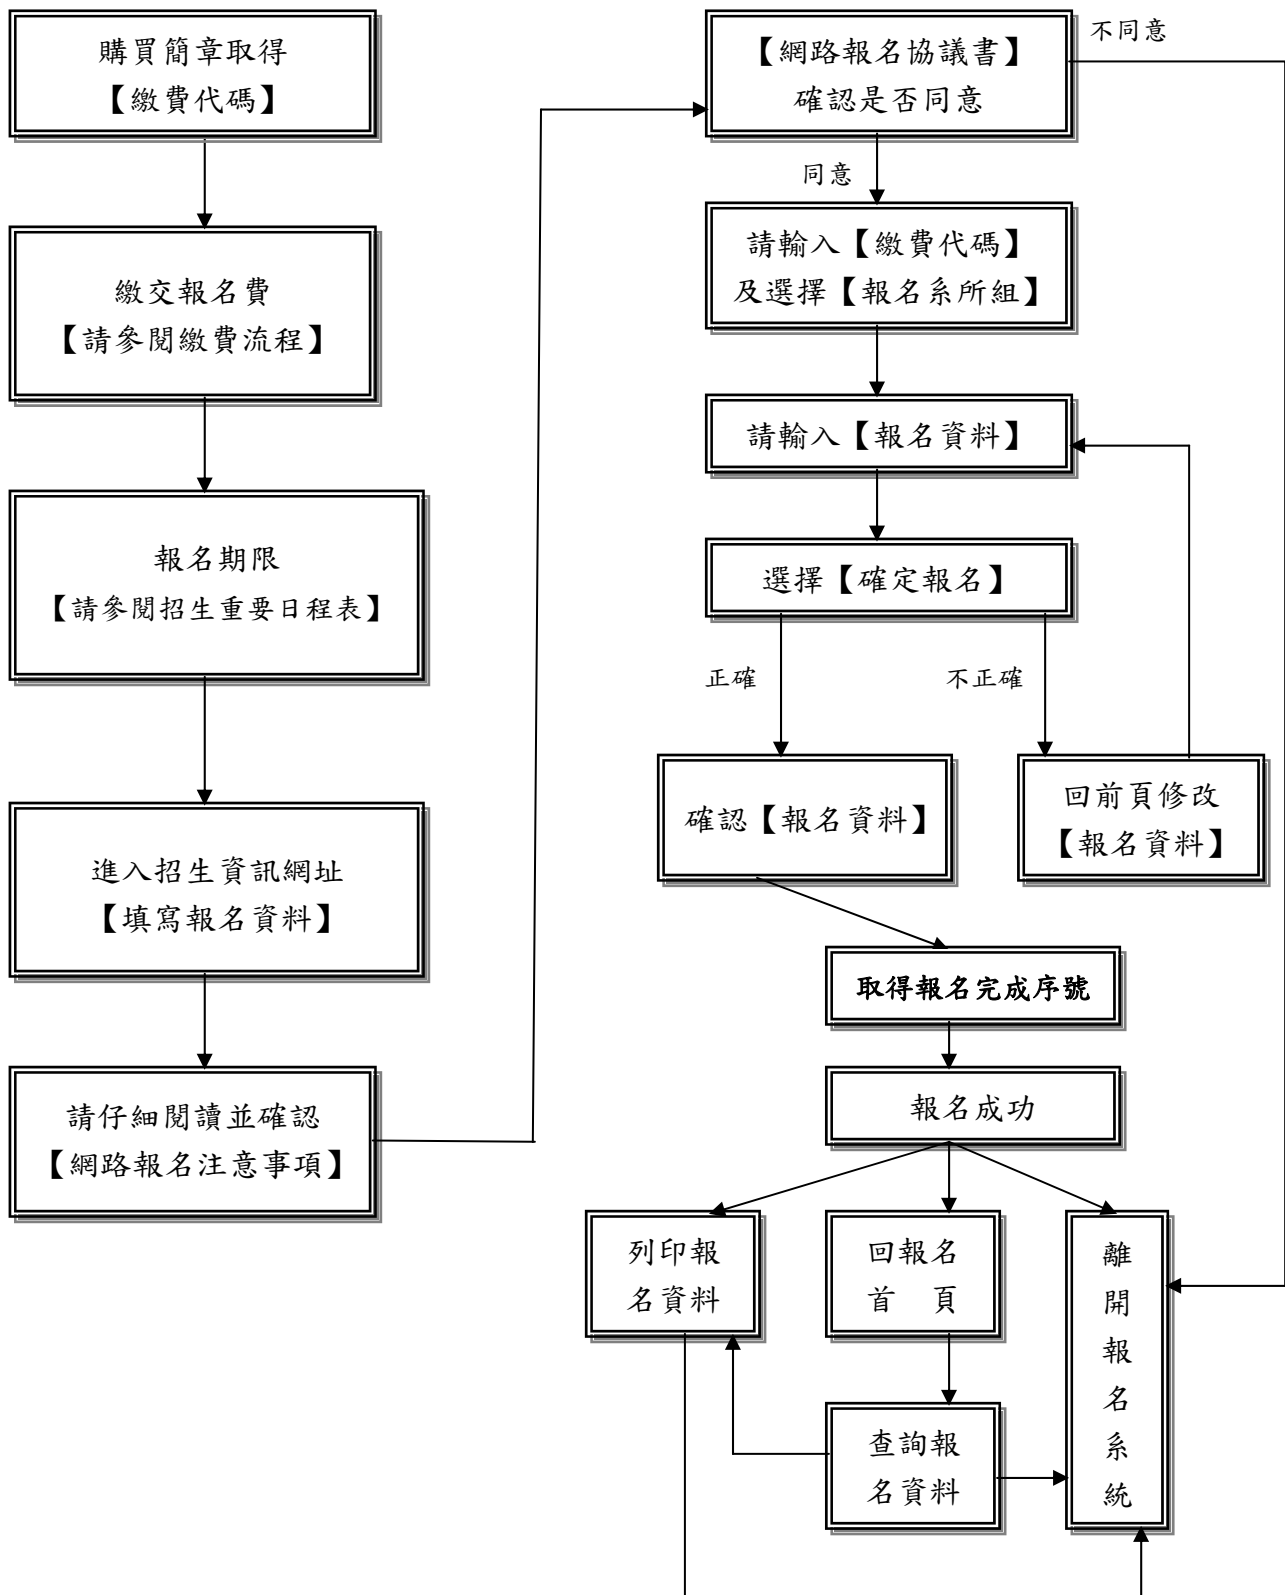 購買簡章取得
【繳費代碼】
繳交報名費
【請參閱繳費流程】
報名期限
【請參閱招生重要日程表】
進入招生資訊網址
【填寫報名資料】
請仔細閱讀並確認
【網路報名注意事項】
【網路報名協議書】
確認是否同意
不同意
同意
請輸入【繳費代碼】
及選擇【報名系所組】
請輸入【報名資料】
選擇【確定報名】
正確
不正確
確認【報名資料】
回前頁修改
【報名資料】
取得報名完成序號
報名成功
列印報
名資料
回報名
首　頁
查詢報
名資料
離
開
報
名
系
統